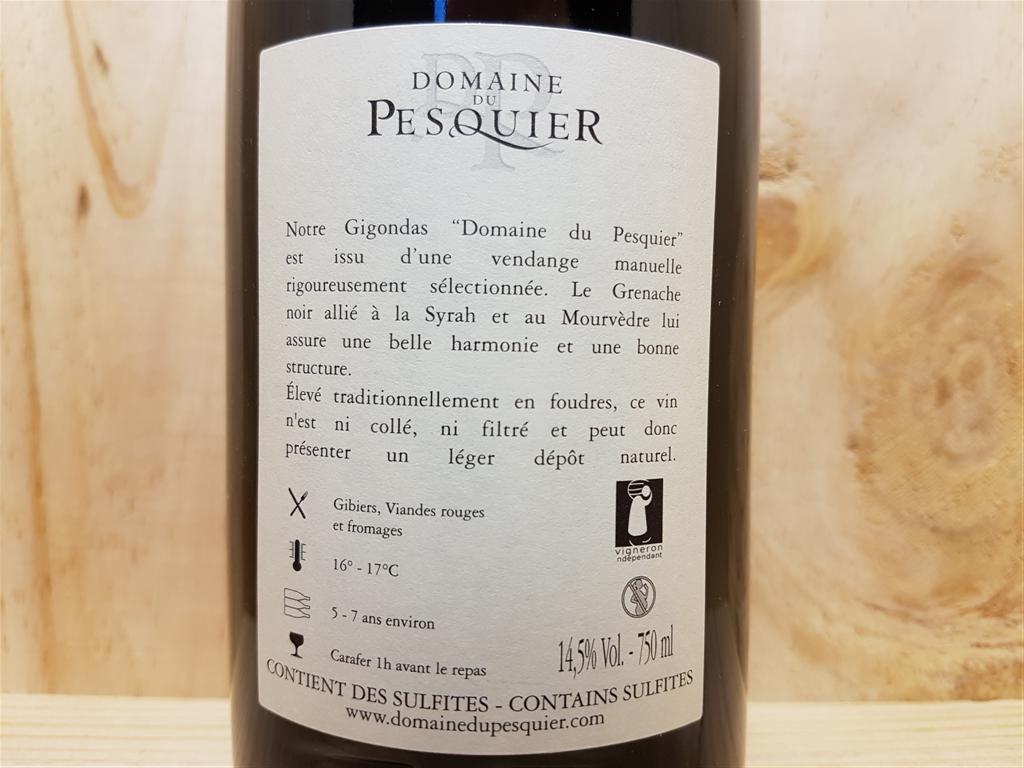 DOMAINE
DU
PESQUIER
Notre Gigondas “Domaine du Pesquier”
est issu d'une vendange manuelle
rigoureusement sélectionnée. Le Grenache
noir allié à la Syrah et au Mourvèdre lui
assure une belle harmonie et une bonne
structure.
Élevé traditionnellement en foudres, ce vin
n'est ni collé, ni filtré et peut donc
présenter un léger dépôt naturel.
Gibiers, Viandes rouges
et fromages
16° - 17°C
5 - 7 ans environ
Carafer 1h avant le repas
vigneron
indépendant
14,5% Vol. - 750 ml
CONTIENT DES SULFITES - CONTAINS SULFITES
www.domainedupesquier.com